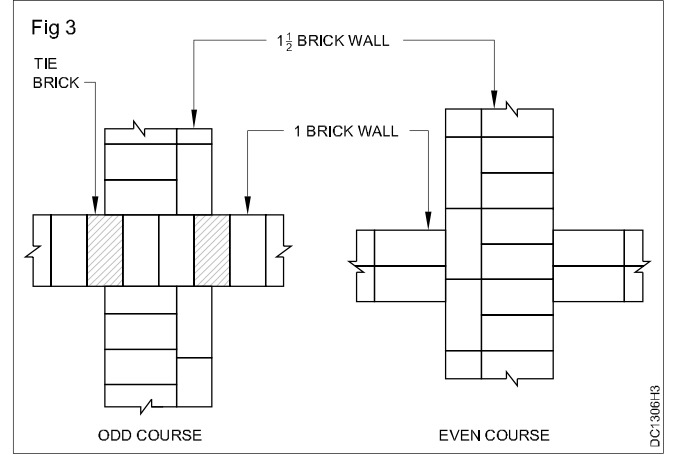 Fig 3
1½ BRICK WALL
TIE
BRICK
1 BRICK WALL
ODD COURSE
EVEN COURSE
DC1306H3